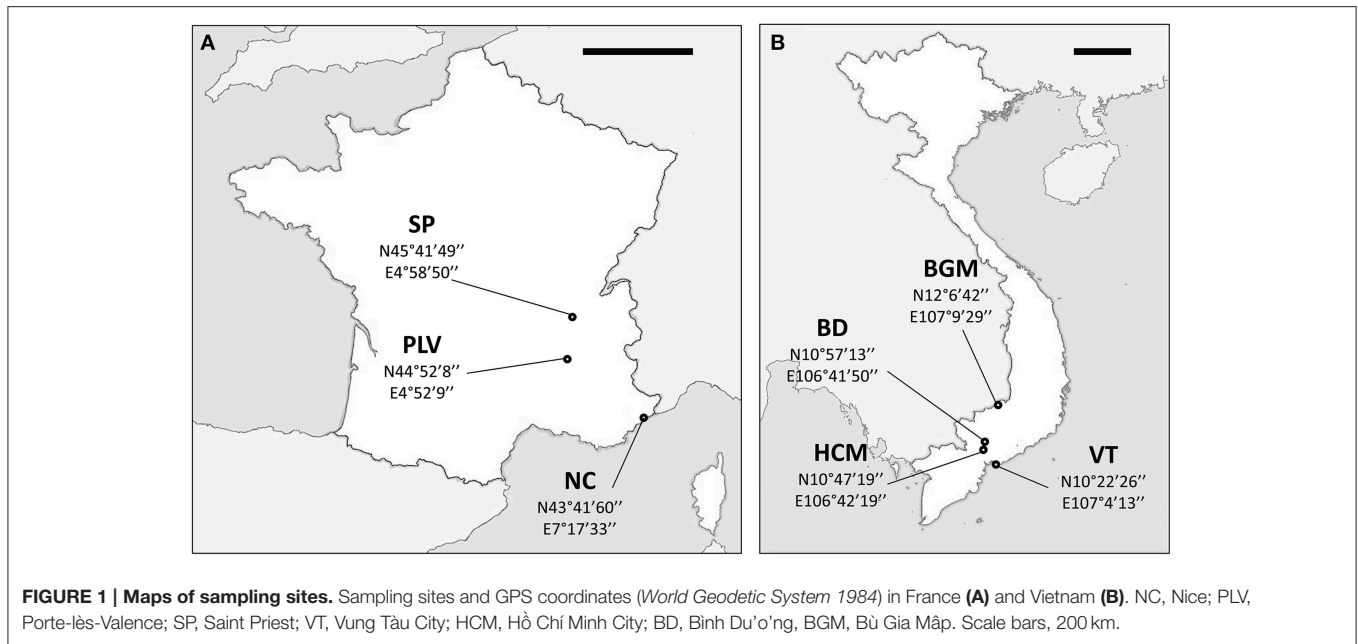 A
SP
N45°41’49’’
E4°58’50’’
PLV
N44°52’8’’
E4°52’9’’
NC
N43°41’60’’
E7°17’33’’
B
BGM
N12°6’42’’
E107°9’29’’
BD
N10°57’13’’
E106°41’50’’
HCM
N10°47’19’’
E106°42’19’’
VT
N10°22’26’’
E107°4’13’’
FIGURE 1 | Maps of sampling sites. Sampling sites and GPS coordinates (World Geodetic System 1984) in France (A) and Vietnam (B). NC, Nice; PLV,
Porte-lès-Valence; SP, Saint Priest; VT, Vung Tàu City; HCM, Hồ Chí Minh City; BD, Bình Du’o’ng, BGM, Bù Gia Mâp. Scale bars, 200 km.